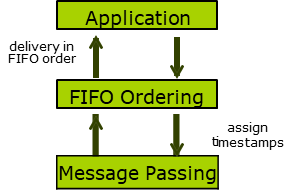 Application
delivery in
FIFO order
FIFO Ordering
assign
timestamps
Message Passing